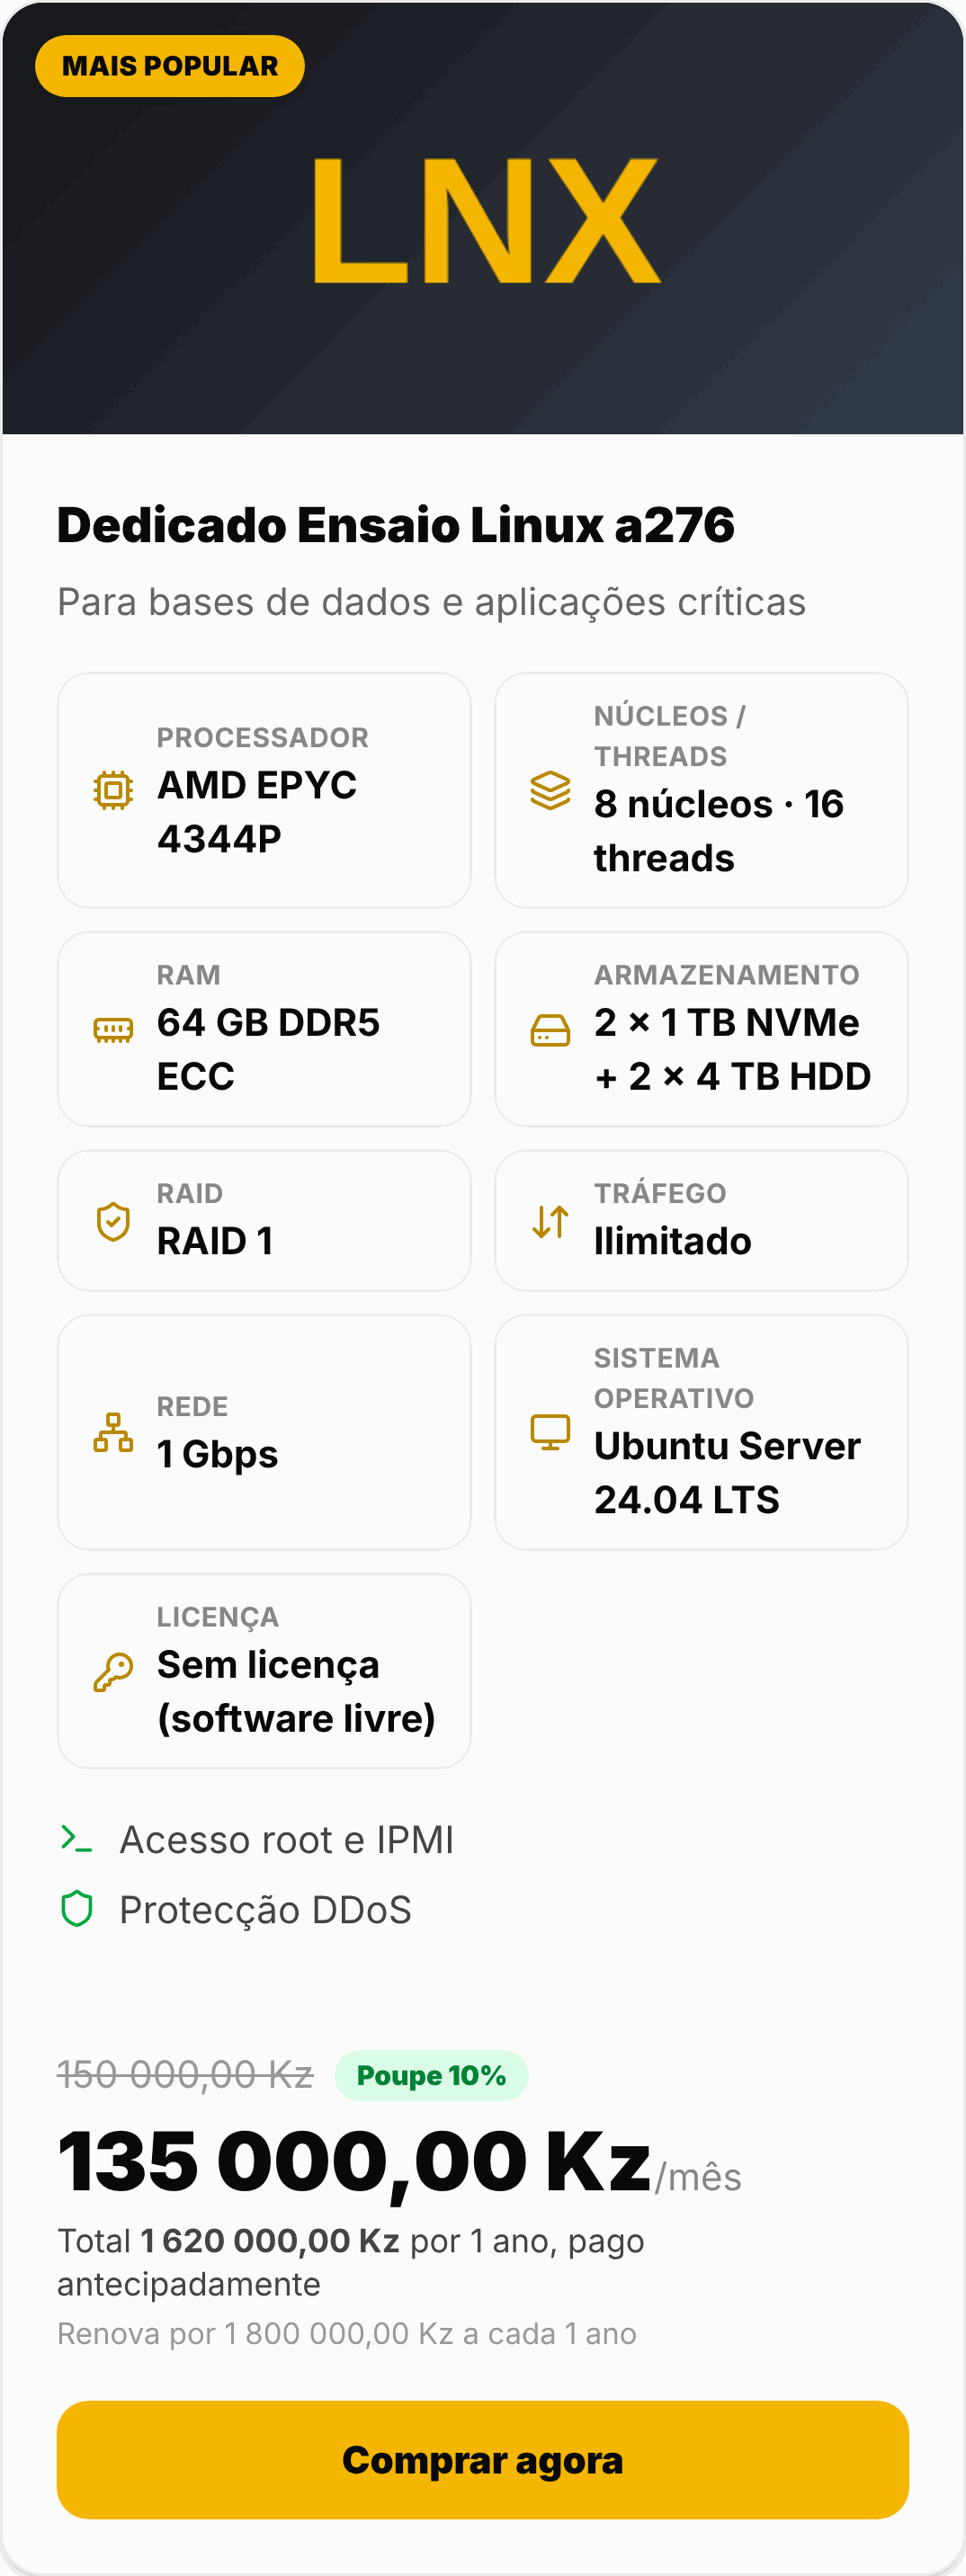 MAIS POPULAR
LNX
Dedicado Ensaio Linux a276
Para bases de dados e aplicações críticas
PROCESSADOR
AMD EPYC
4344P
NÚCLEOS /
THREADS
8 núcleos · 16
threads
RAM
64 GB DDR5
ECC
ARMAZENAMENTO
2 × 1 TB NVMe
+ 2 × 4 TB HDD
RAID
RAID 1
TRÁFEGO
Ilimitado
REDE
1 Gbps
SISTEMA
OPERATIVO
Ubuntu Server
24.04 LTS
LICENÇA
Sem licença
(software livre)
Acesso root e IPMI
Protecção DDoS
150 000,00 Kz Poupe 10%
135 000,00 Kz/mês
Total 1 620 000,00 Kz por 1 ano, pago
antecipadamente
Renova por 1 800 000,00 Kz a cada 1 ano
Comprar agora